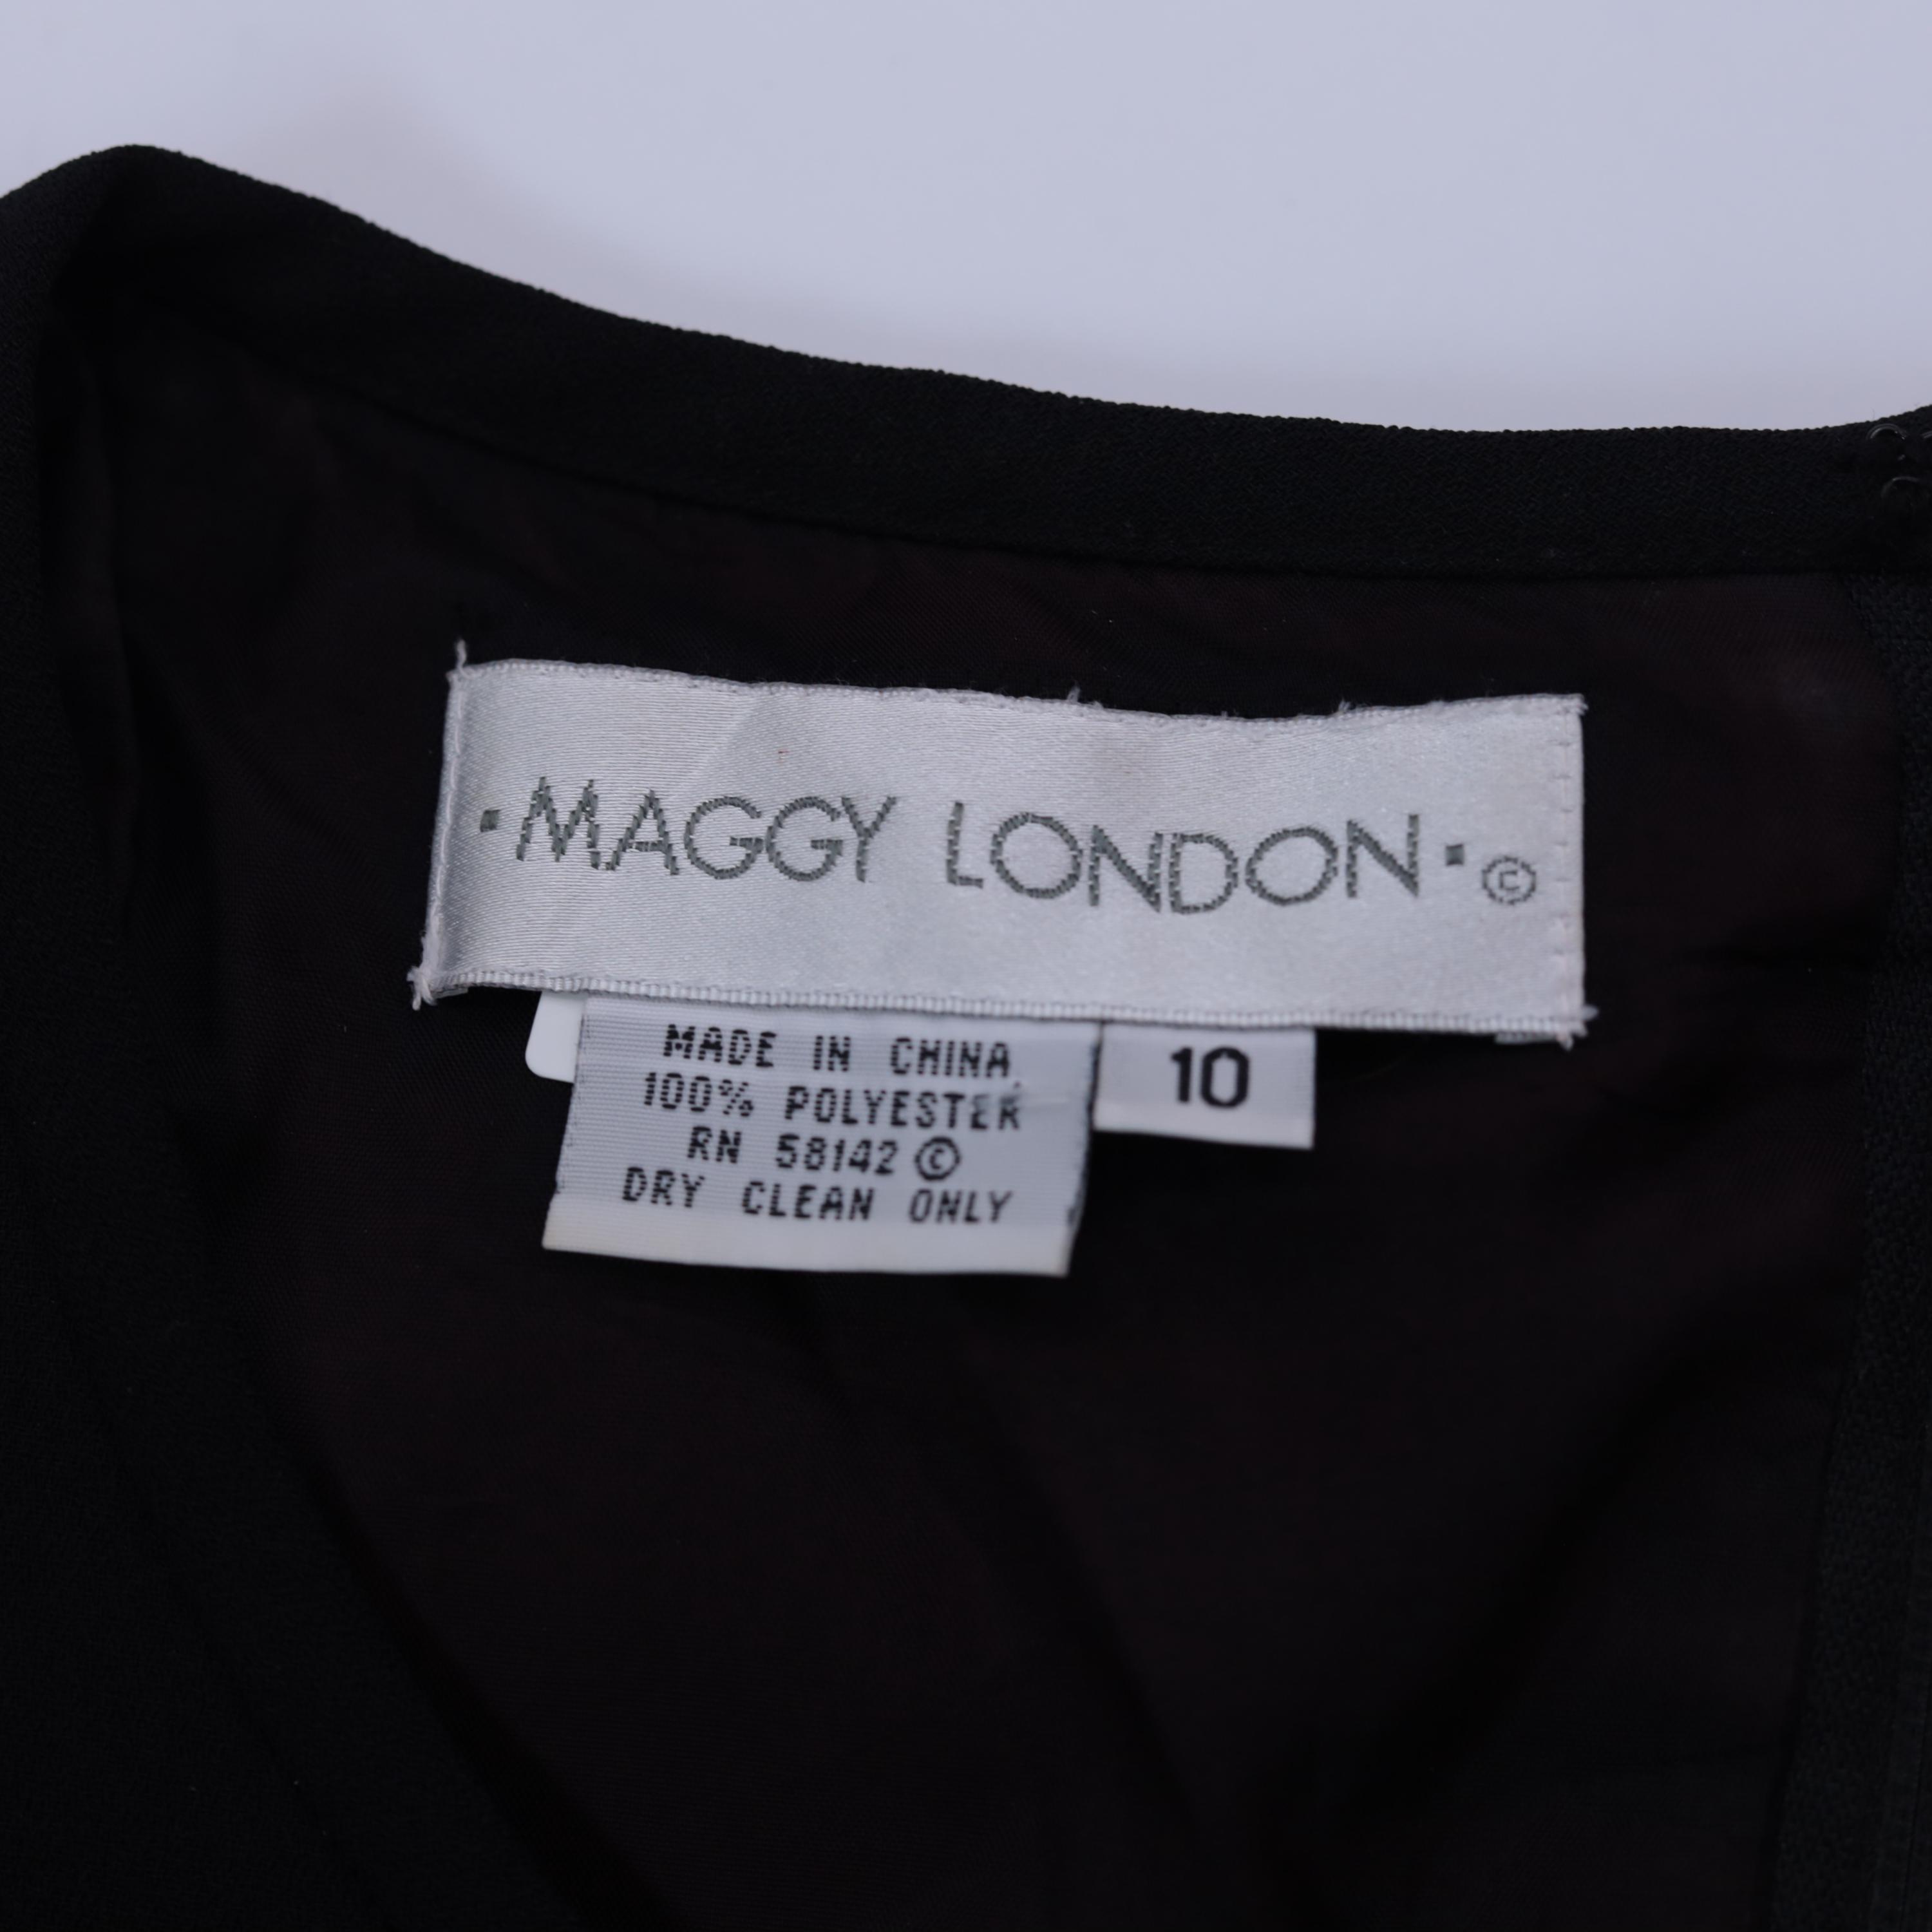 · MAGGY LONDON · ©
MADE IN CHINA
100% POLYESTER
RN 58142 ©
DRY CLEAN ONLY
10